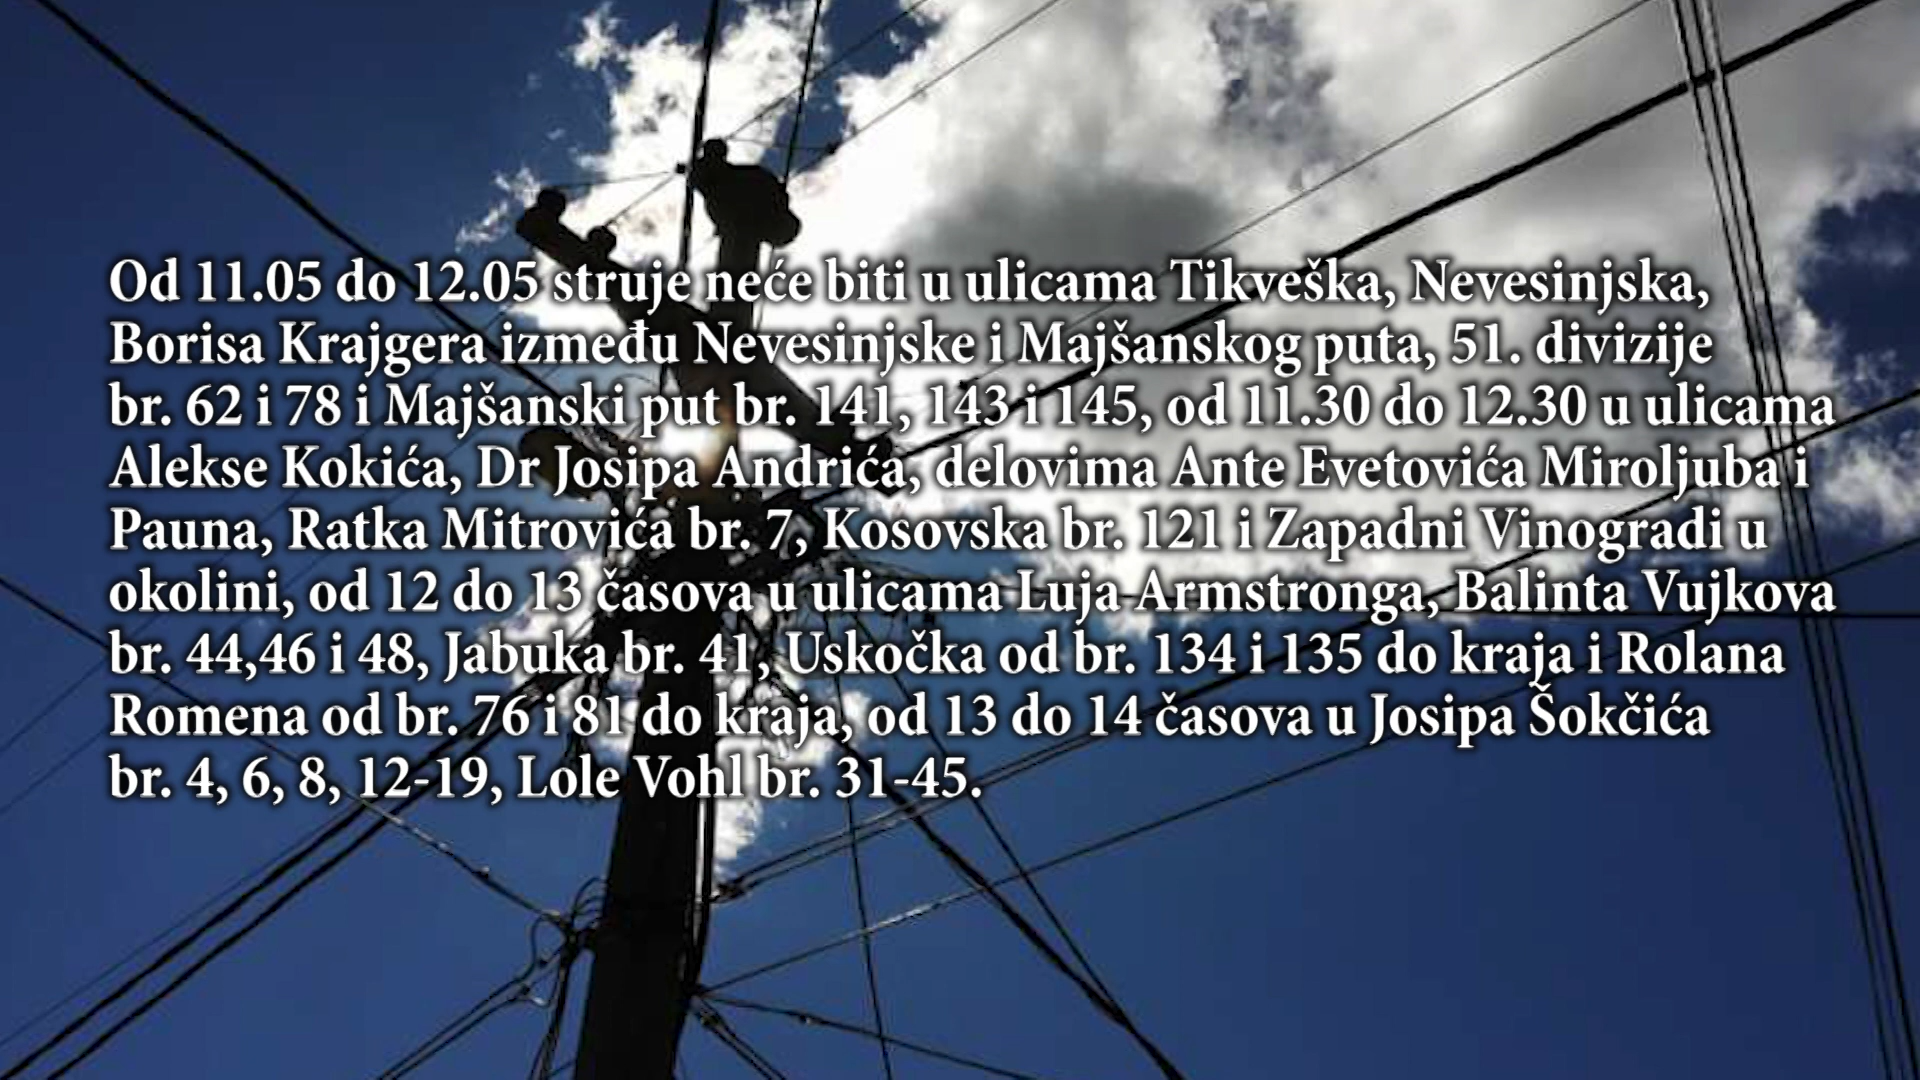 Od 11.05 do 12.05 struje neće biti u ulicama Tikveška, Nevesinjska,
Borisa Krajgera između Nevesinjske i Majšanskog puta, 51. divizije
br. 62 i 78 i Majšanski put br. 141, 143 i 145, od 11.30 do 12.30 u ulicama
Alekse Kokića, Dr Josipa Andrića, delovima Ante Evetovića Miroljuba i
Pauna, Ratka Mitrovića br. 7, Kosovska br. 121 i Zapadni Vinogradi u
okolini, od 12 do 13 časova u ulicama Luja Armstronga, Balinta Vujkova
br. 44,46 i 48, Jabuka br. 41, Uskočka od br. 134 i 135 do kraja i Rolana
Romena od br. 76 i 81 do kraja, od 13 do 14 časova u Josipa Šokčića
br. 4, 6, 8, 12-19, Lole Vohl br. 31-45.